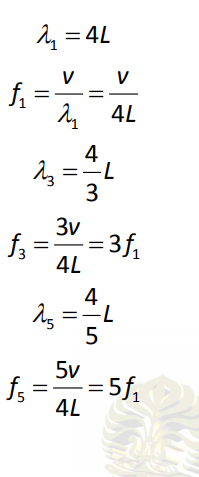 λ₁ = 4L
f₁ = v/λ₁ = v/4L
λ₃ = 4/3 L
f₃ = 3v/4L = 3f₁
λ₅ = 4/5 L
f₅ = 5v/4L = 5f₁